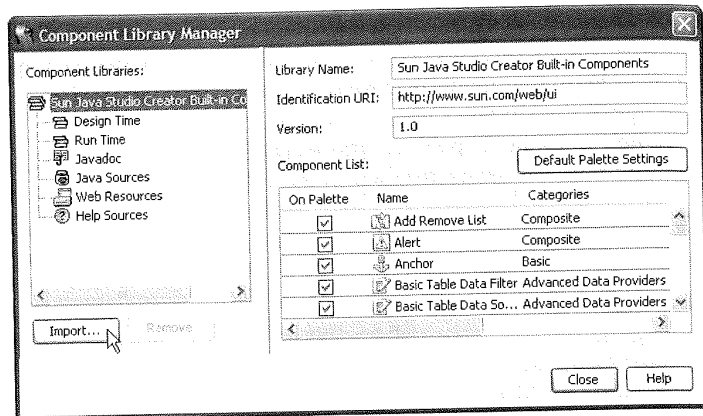 Component Library Manager
Component Libraries:
Sun Java Studio Creator Built-in Co
Design Time
Run Time
Javadoc
Java Sources
Web Resources
Help Sources
Import...
Remove
Library Name: Sun Java Studio Creator Built-in Components
Identification URI: http://www.sun.com/web/ui
Version: 1.0
Component List:
Default Palette Settings
On Palette Name Categories
Add Remove List Composite
Alert Composite
Anchor Basic
Basic Table Data Filter Advanced Data Providers
Basic Table Data So... Advanced Data Providers
Close
Help